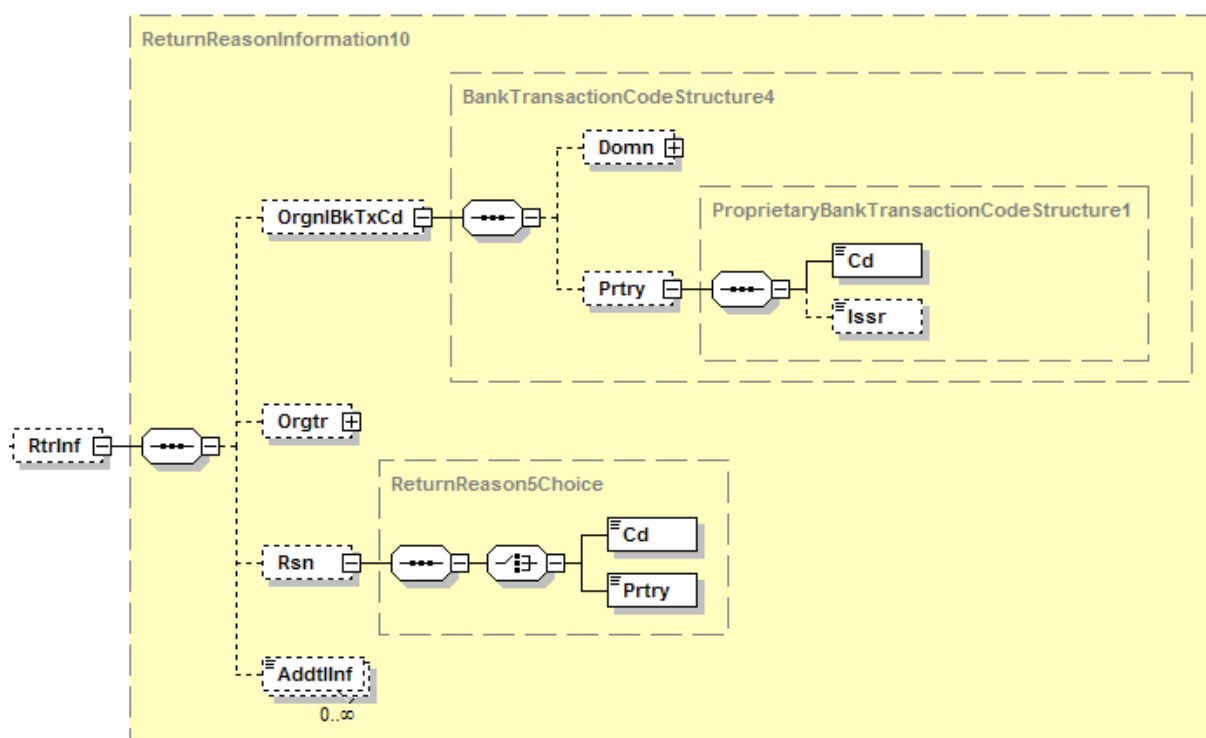 ReturnReasonInformation10
BankTransactionCodeStructure4
Domn
OrgnlBkTxCd
ProprietaryBankTransactionCodeStructure1
Cd
Prtry
Issr
Orgtr
RtrInf
ReturnReason5Choice
Cd
Rsn
Prtry
AddtlInf
0..∞